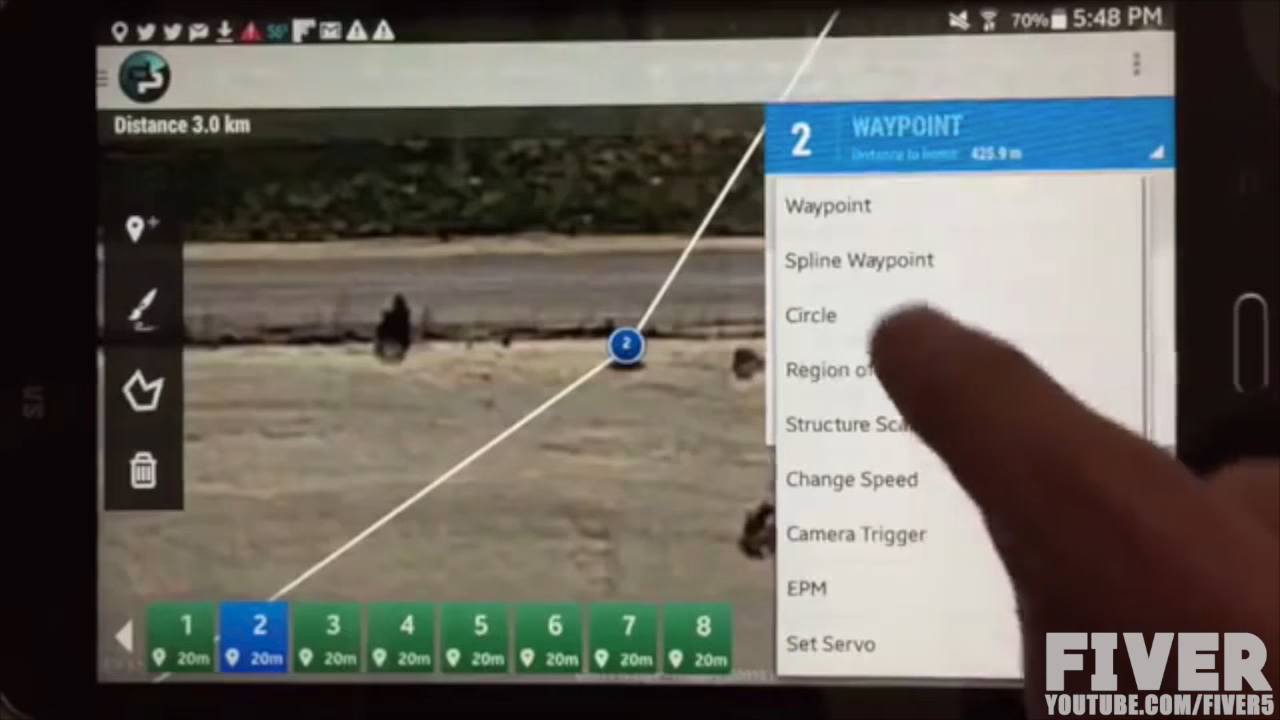 56°
70%
5:48 PM
Distance 3.0 km
2
WAYPOINT
Distance to home 425.9 m
Waypoint
Spline Waypoint
Circle
Region of
Structure
Change Speed
Camera Trigger
EPM
Set Servo
2
1 2 3 4 5 6 7 8
20m 20m 20m 20m 20m 20m 20m 20m
FIVER
YOUTUBE.COM/FIVER5